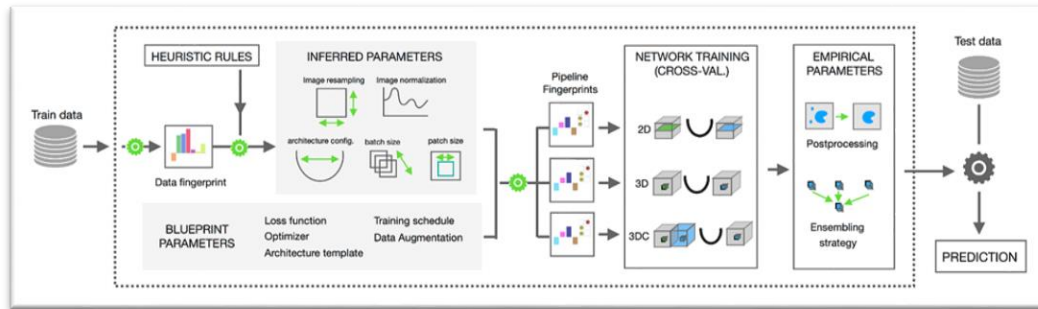 Train data
Data fingerprint
HEURISTIC RULES
INFERRED PARAMETERS
Image resampling
Image normalization
architecture config.
batch size
patch size
BLUEPRINT
PARAMETERS
Loss function
Optimizer
Architecture template
Training schedule
Data Augmentation
Pipeline
Fingerprints
NETWORK TRAINING
(CROSS-VAL.)
2D
3D
3DC
EMPIRICAL
PARAMETERS
Postprocessing
Ensembling
strategy
Test data
PREDICTION